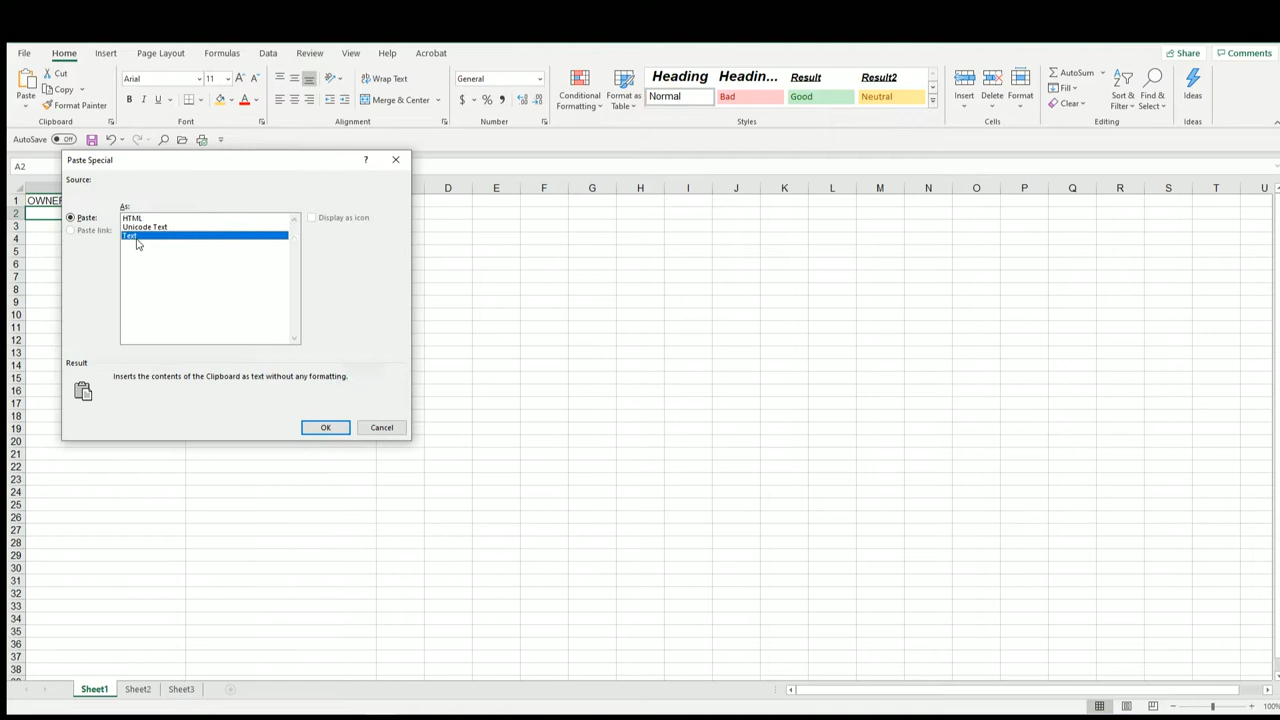 File Home Insert Page Layout Formulas Data Review View Help Acrobat Share Comments
Paste Cut Copy Format Painter Clipboard
Arial 11 A A B I U A Font
Wrap Text Merge & Center Alignment
General $ % , Number
Conditional Formatting Format as Table
Heading Headin... Result Result2
Normal Bad Good Neutral
Styles
Insert Delete Format Cells
AutoSum Fill Clear Sort & Filter Find & Select Editing
Ideas Ideas
AutoSave Off
A2
Paste Special ? 
Source:
As:
Paste:
Paste link:
HTML
Unicode Text
Text
Display as icon
Result
Inserts the contents of the Clipboard as text without any formatting.
OK Cancel
D E F G H I J K L M N O P Q R S T U
1 OWNE
2
3
4
5
6
7
8
9
10
11
12
13
14
15
16
17
18
19
20
21
22
23
24
25
26
27
28
29
30
31
32
33
34
35
36
37
38
Sheet1 Sheet2 Sheet3
100%